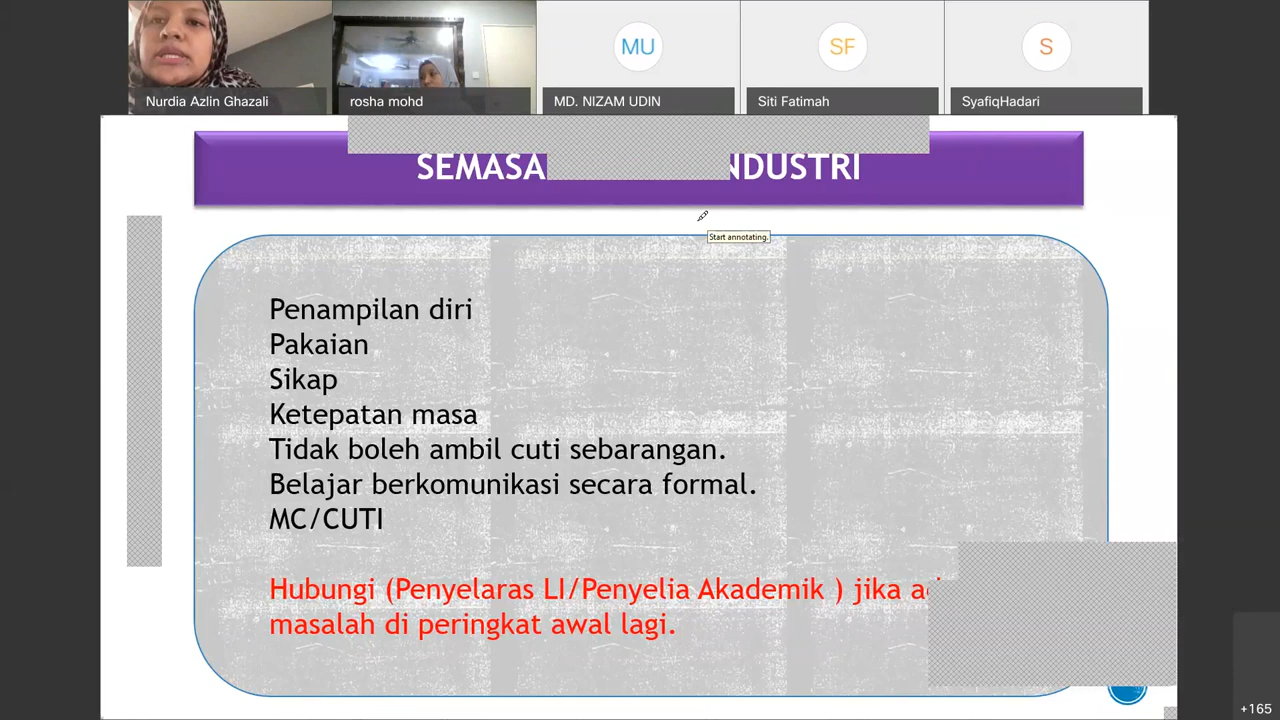 MU
SF
S
Nurdia Azlin Ghazali
rosha mohd
MD. NIZAM UDIN
Siti Fatimah
SyafiqHadari
SEMASA NDUSTRI
Start annotating.
Penampilan diri
Pakaian
Sikap
Ketepatan masa
Tidak boleh ambil cuti sebarangan.
Belajar berkomunikasi secara formal.
MC/CUTI
Hubungi (Penyelaras LI/Penyelia Akademik ) jika
masalah di peringkat awal lagi.
+165